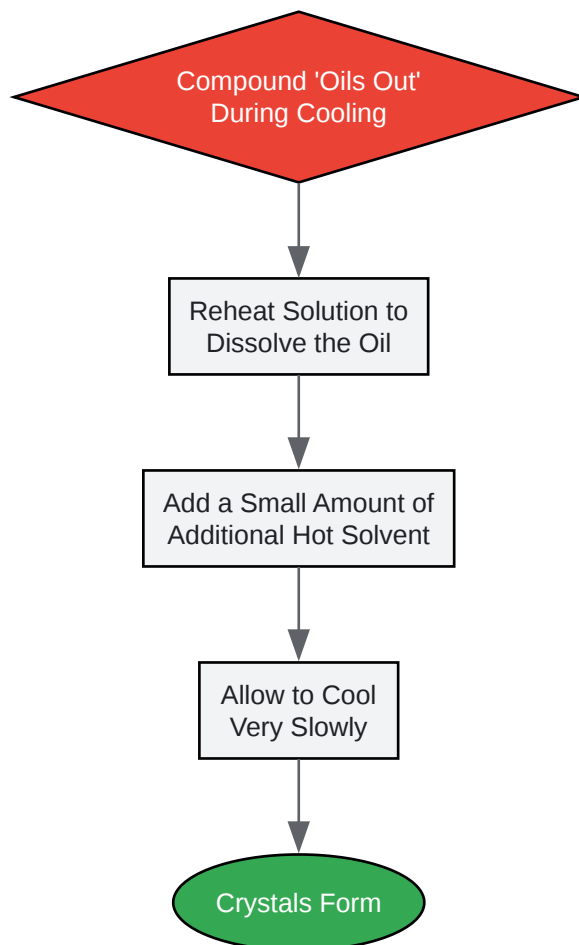 Compound 'Oils Out'
During Cooling
Reheat Solution to
Dissolve the Oil
Add a Small Amount of
Additional Hot Solvent
Allow to Cool
Very Slowly
Crystals Form